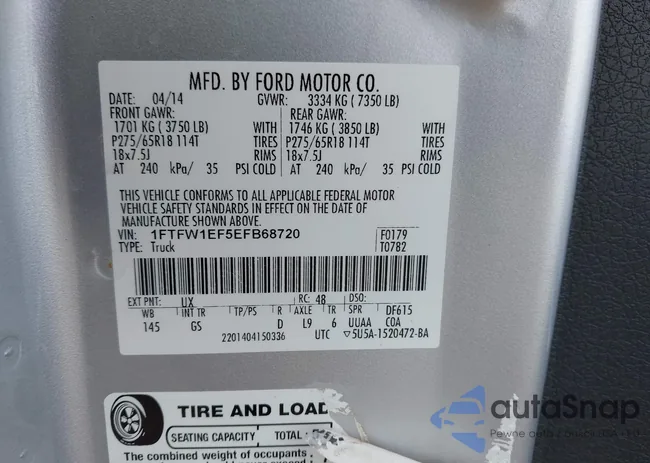 MFD. BY FORD MOTOR CO.
DATE: 04/14 GVWR: 3334 KG ( 7350 LB)
FRONT GAWR: REAR GAWR:
1701 KG ( 3750 LB) WITH 1746 KG ( 3850 LB) WITH
P275/65R18 114T TIRES P275/65R18 114T TIRES
18x7.5J RIMS 18x7.5J RIMS
AT 240 kPa/ 35 PSI COLD AT 240 kPa/ 35 PSI COLD
THIS VEHICLE CONFORMS TO ALL APPLICABLE FEDERAL MOTOR
VEHICLE SAFETY STANDARDS IN EFFECT ON THE DATE OF
MANUFACTURE SHOWN ABOVE.
VIN: 1FTFW1EF5EFB68720 F0179
TYPE: Truck T0782
EXT PNT: UX RC: 48 DSO:
WB INT TR TP/PS R AXLE TR SPR DF615
145 GS D L9 6 UUAA COA
2201404150336 UTC ▽5U5A-1520472-BA
TIRE AND LOAD
SEATING CAPACITY TOTAL:
The combined weight of occupants
autoSnap